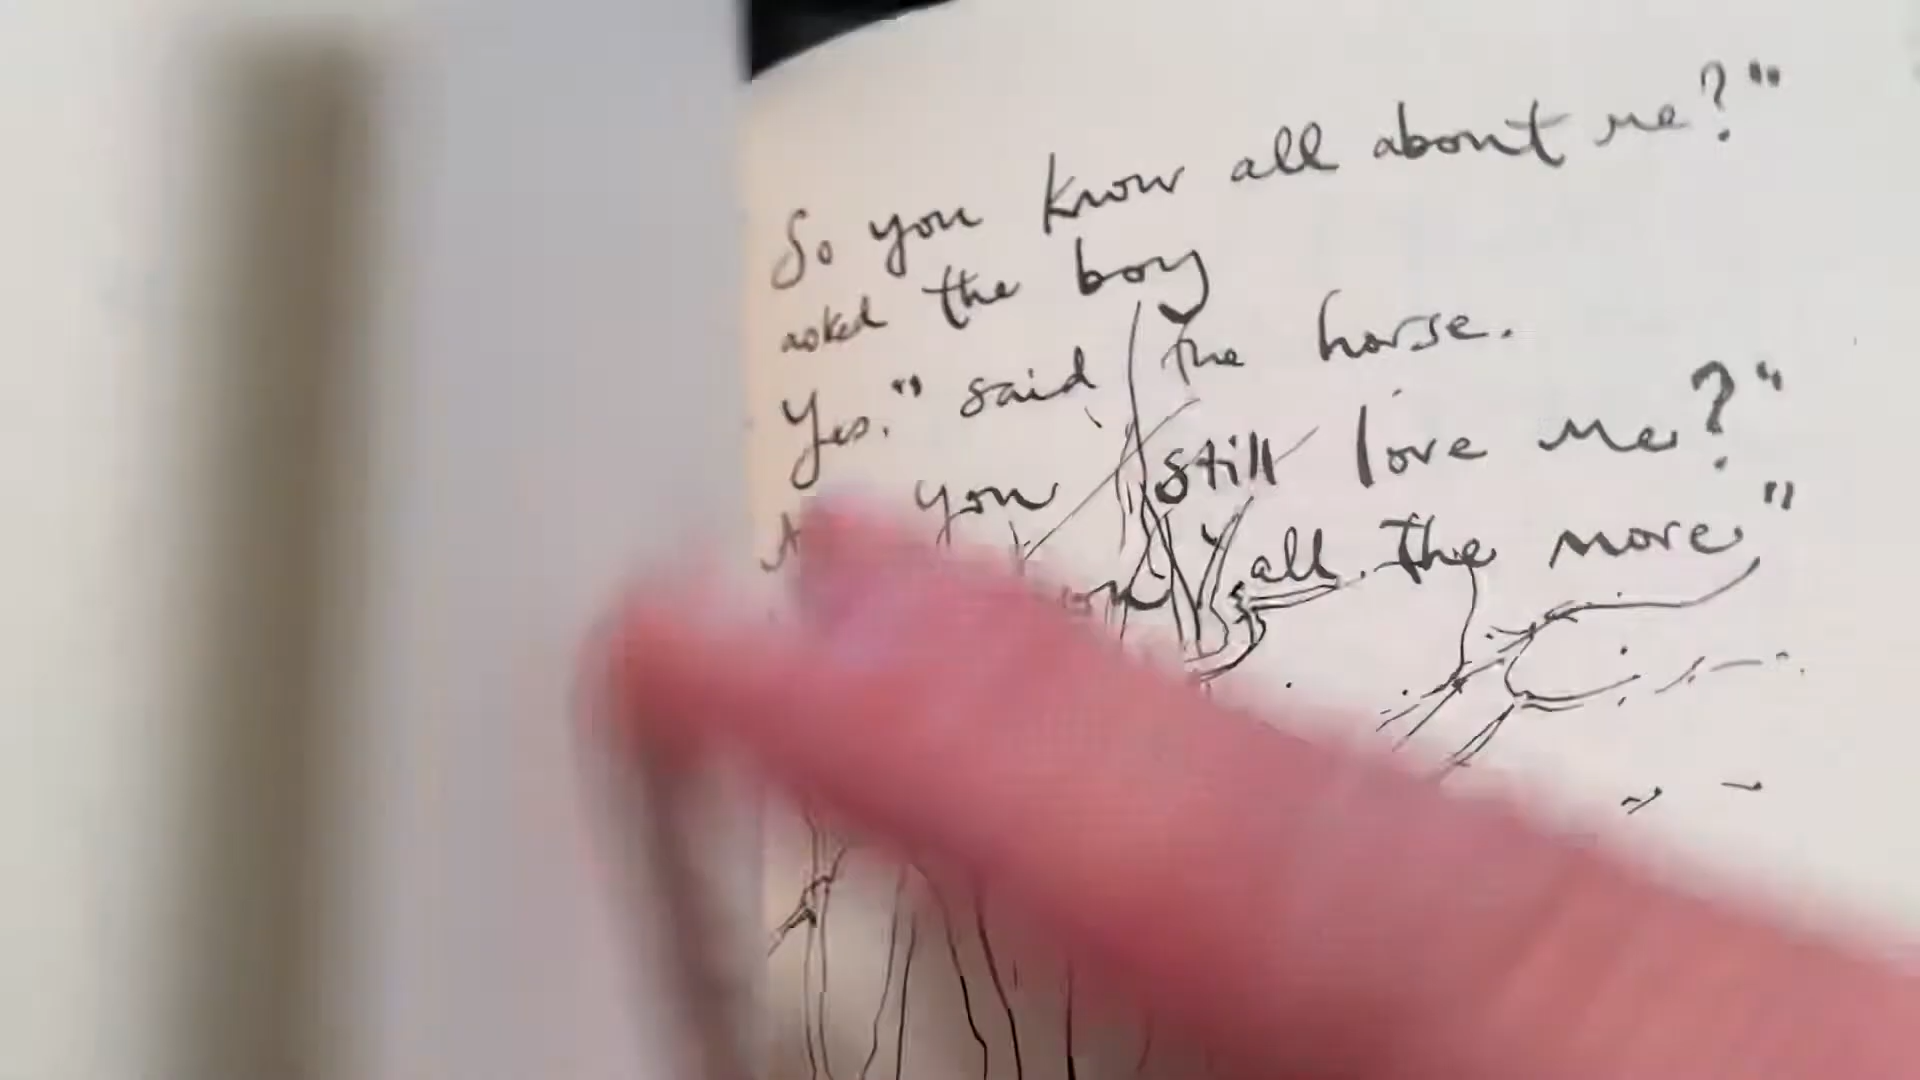 So you know all about me?"
asked the boy
Yes." said the horse.
you still love me?"
all the more"